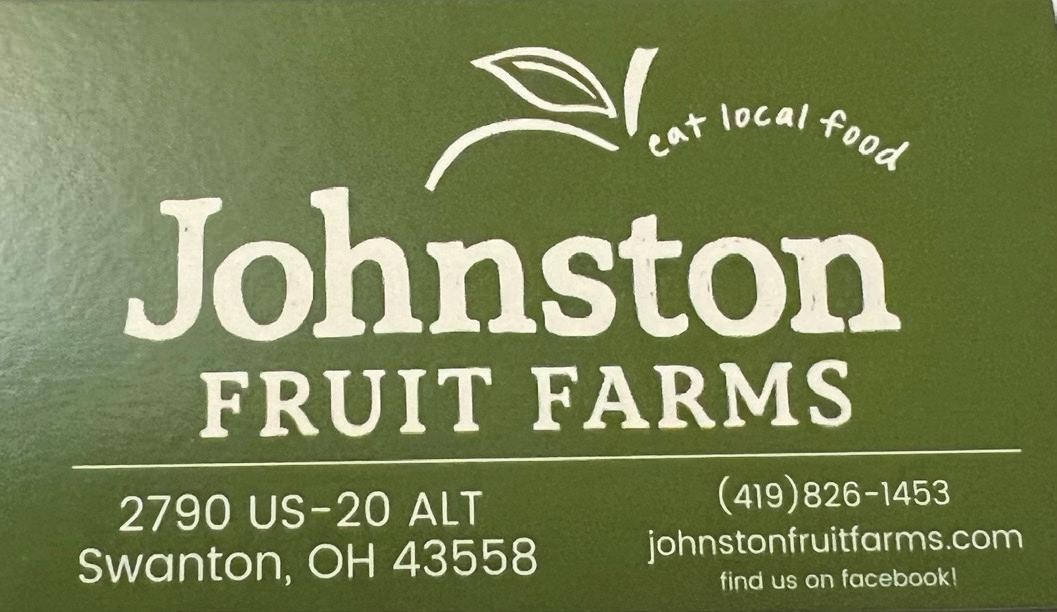 eat local food
Johnston
FRUIT FARMS
2790 US-20 ALT
Swanton, OH 43558
(419)826-1453
johnstonfruitfarms.com
find us on facebook!